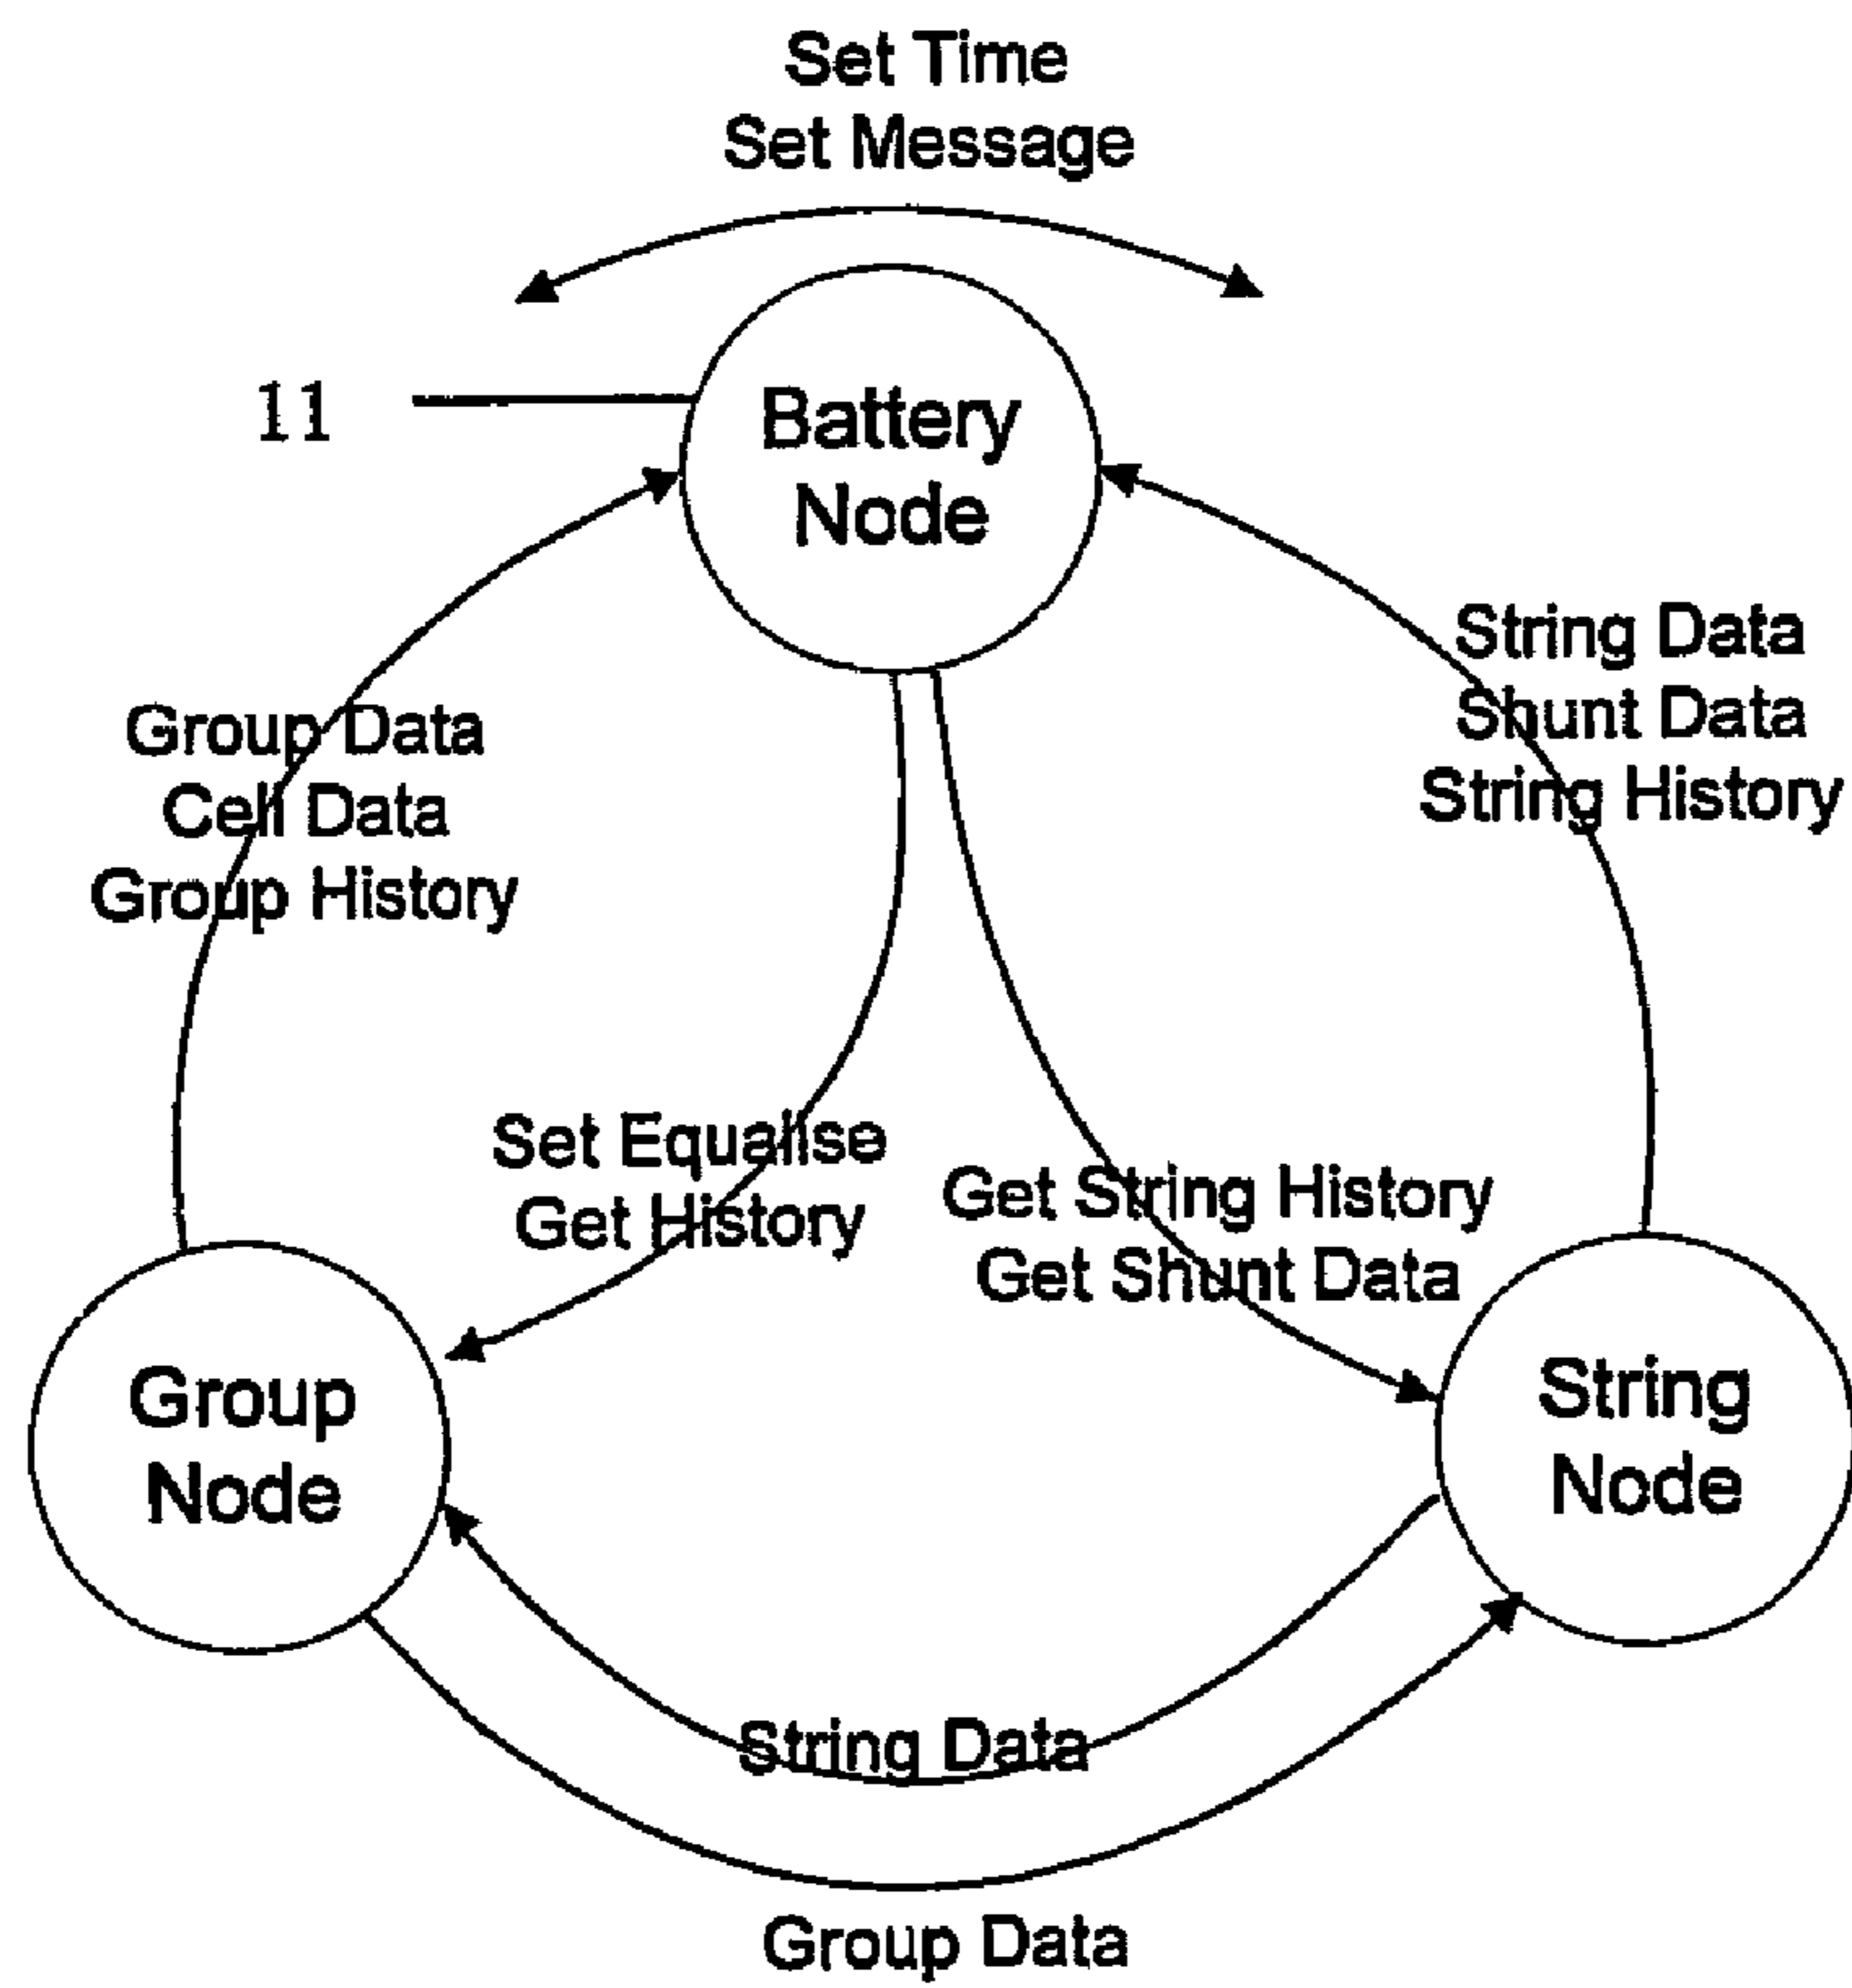 Set Time
Set Message
11
Battery
Node
String Data
Shunt Data
String History
Group Data
Cell Data
Group History
Set Equalise
Get History
Get String History
Get Shunt Data
Group
Node
String
Node
String Data
Group Data